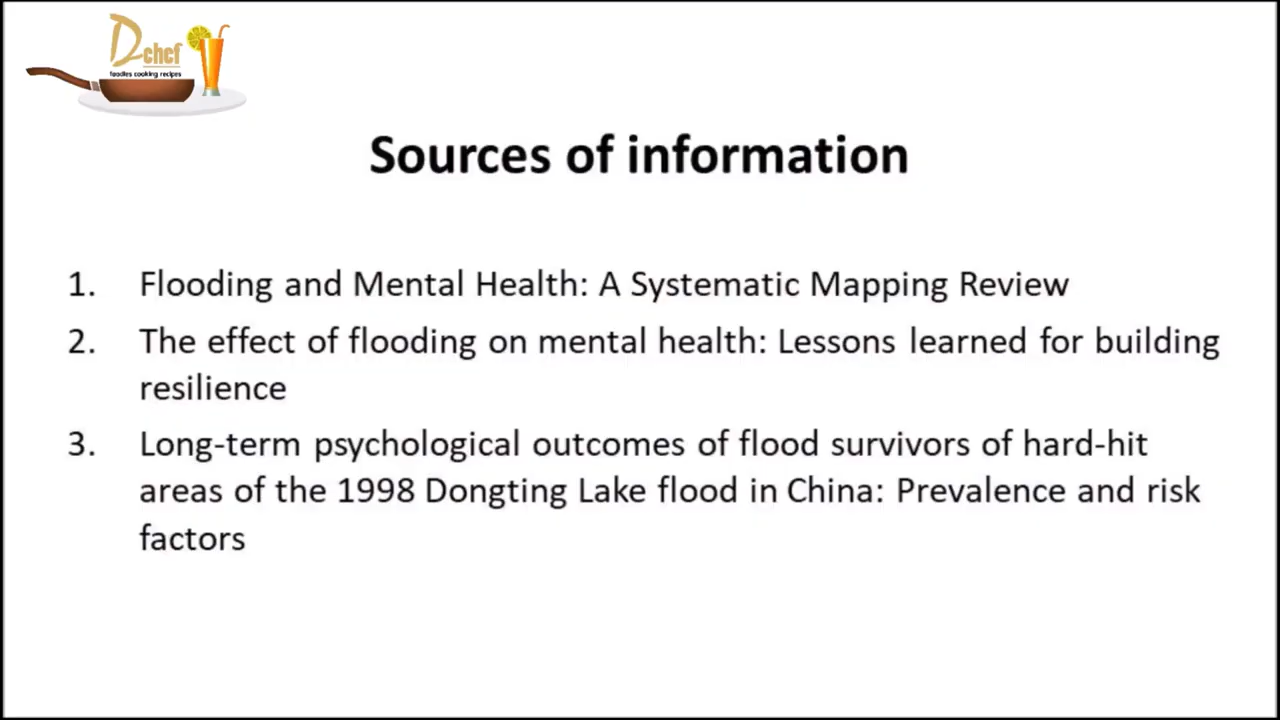 Dchef
foodies cooking recipes
Sources of information
1. Flooding and Mental Health: A Systematic Mapping Review
2. The effect of flooding on mental health: Lessons learned for building
resilience
3. Long-term psychological outcomes of flood survivors of hard-hit
areas of the 1998 Dongting Lake flood in China: Prevalence and risk
factors